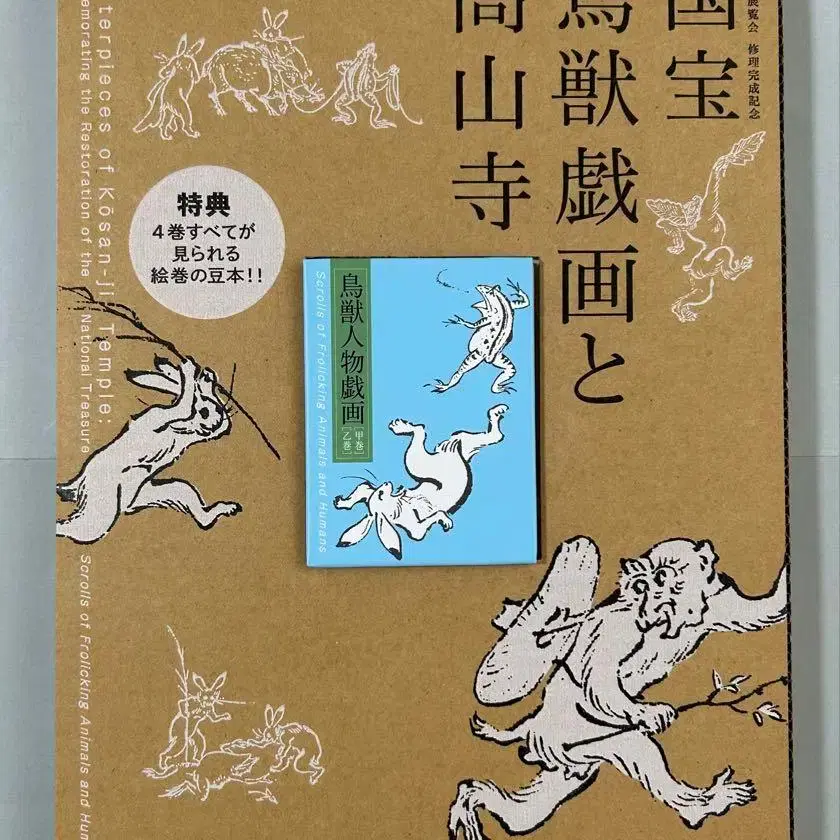 展覧会 修理完成記念
国宝
鳥獣戯画と
高山寺
terpieces of Kōsan-ji Temple:
emorating the Restoration of the National Treasure Scrolls of Frolicking Animals and Hum
特典
4巻すべてが
見られる
絵巻の豆本!!
鳥獣人物戯画[甲巻 乙巻]
Scrolls of Frolicking Animals and Humans